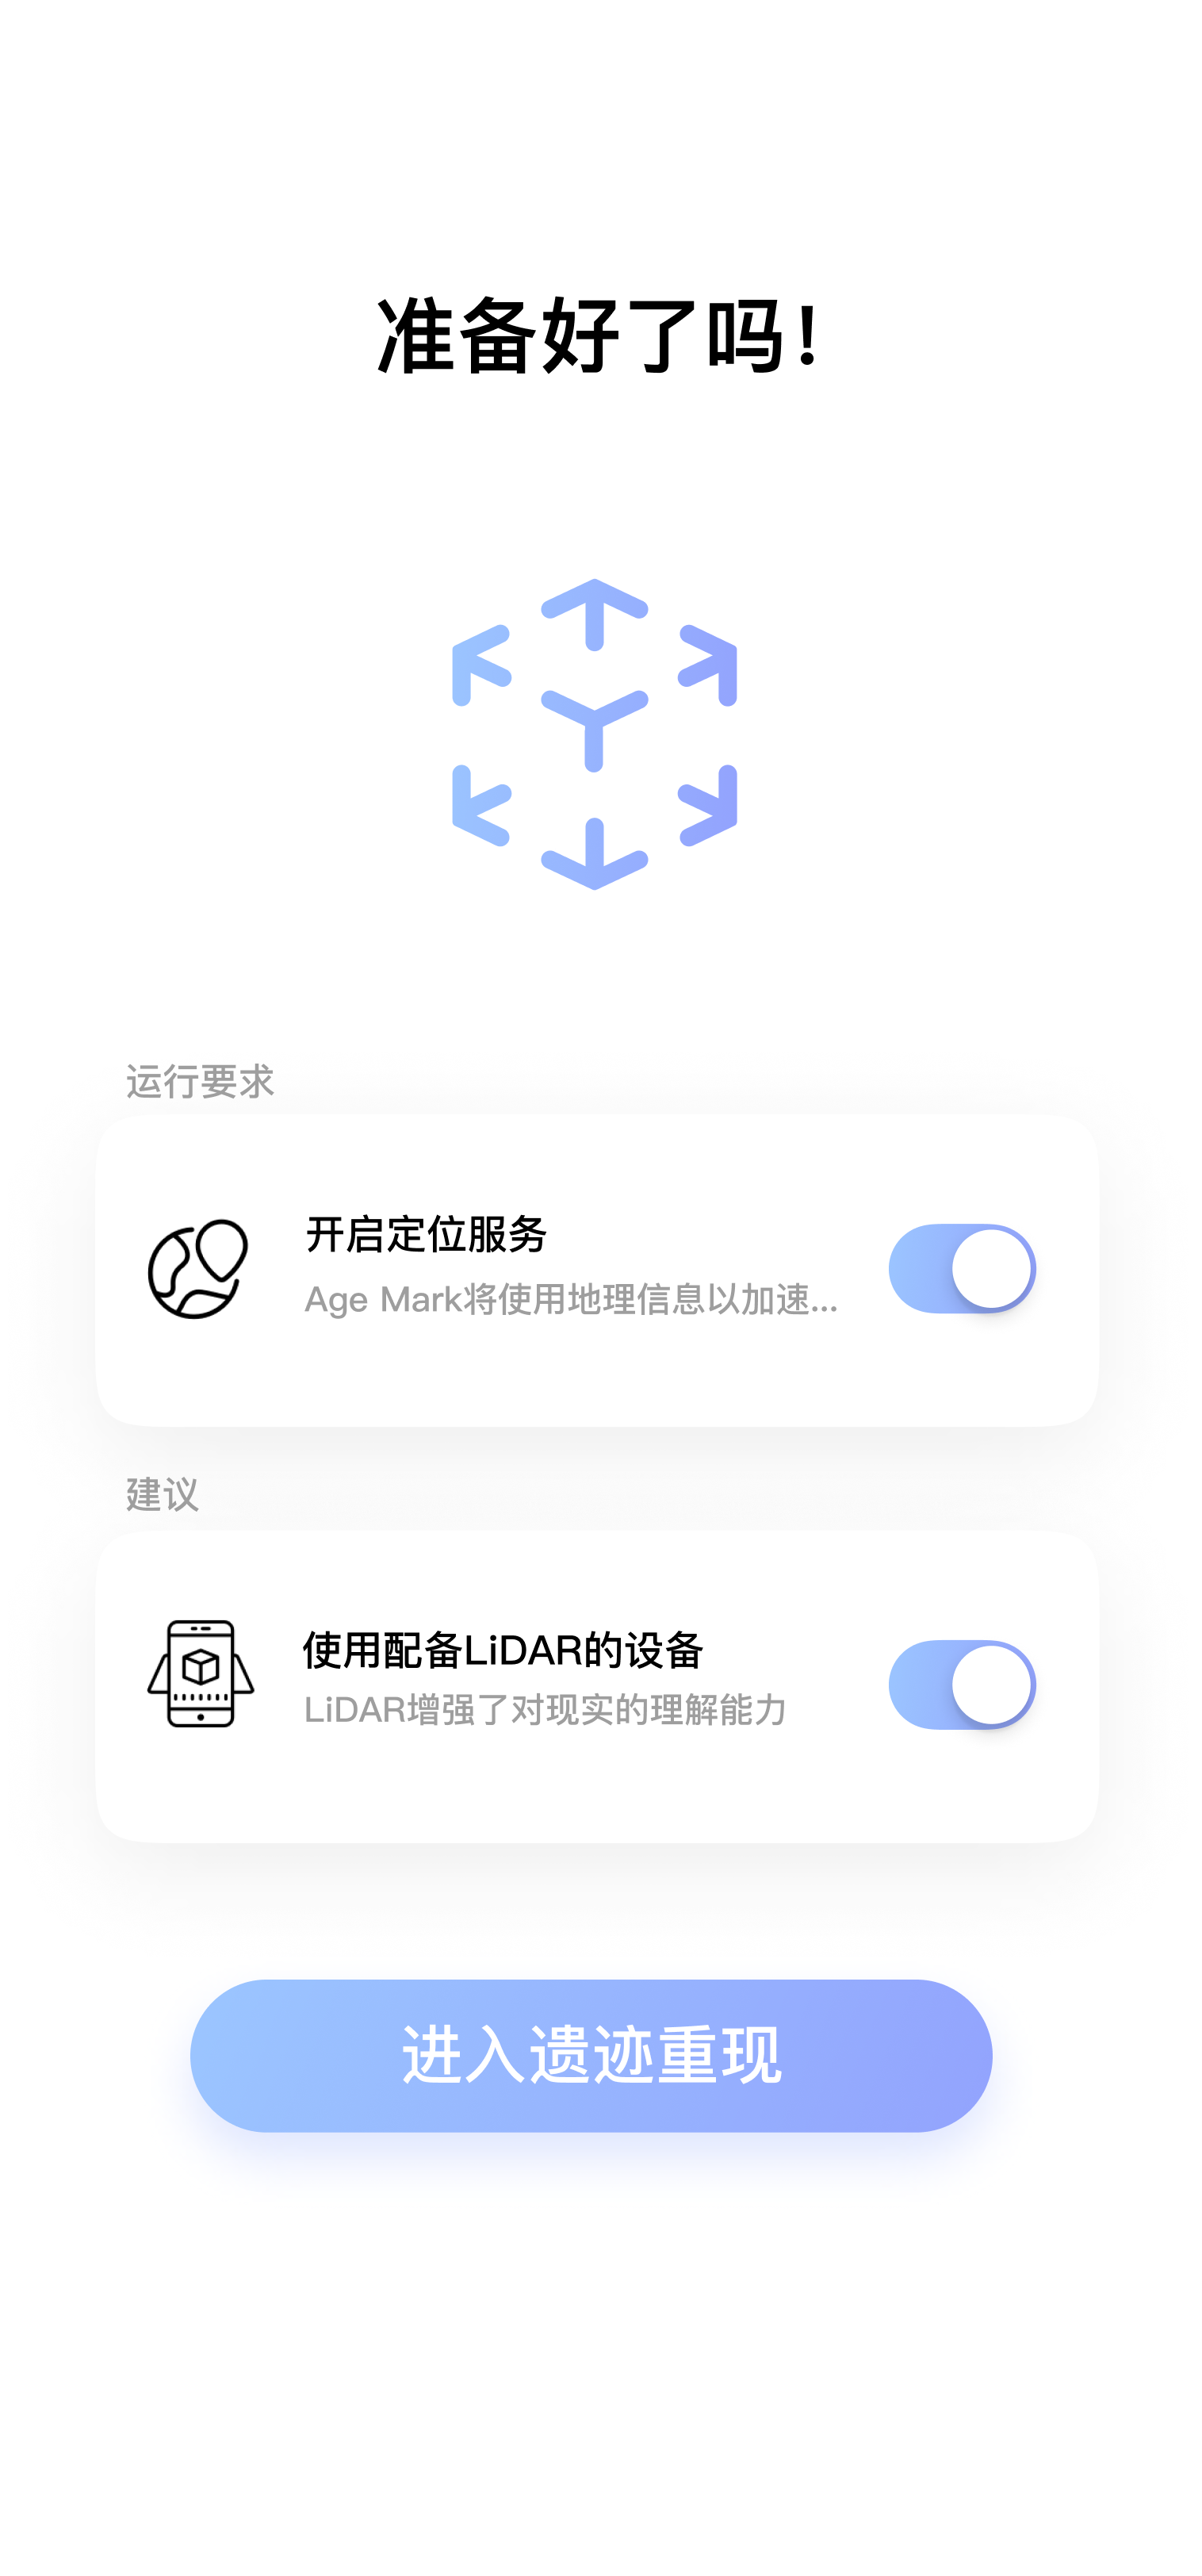 准备好了吗!
运行要求
开启定位服务
Age Mark将使用地理信息以加速...
建议
使用配备LiDAR的设备
LiDAR增强了对现实的理解能力
进入遗迹重现